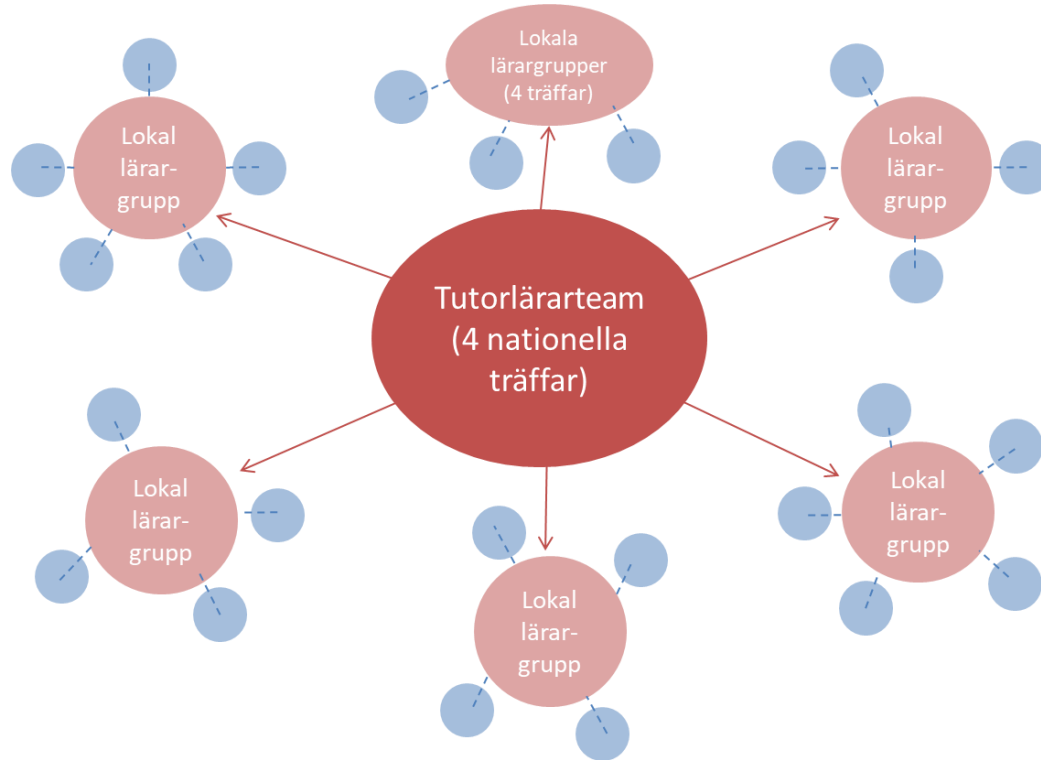 Lokala
lärargrupper
(4 träffar)
Lokal
lärar-
grupp
Lokal
lärar-
grupp
Tutorlärarteam
(4 nationella
träffar)
Lokal
lärar-
grupp
Lokal
lärar-
grupp
Lokal
lärar-
grupp